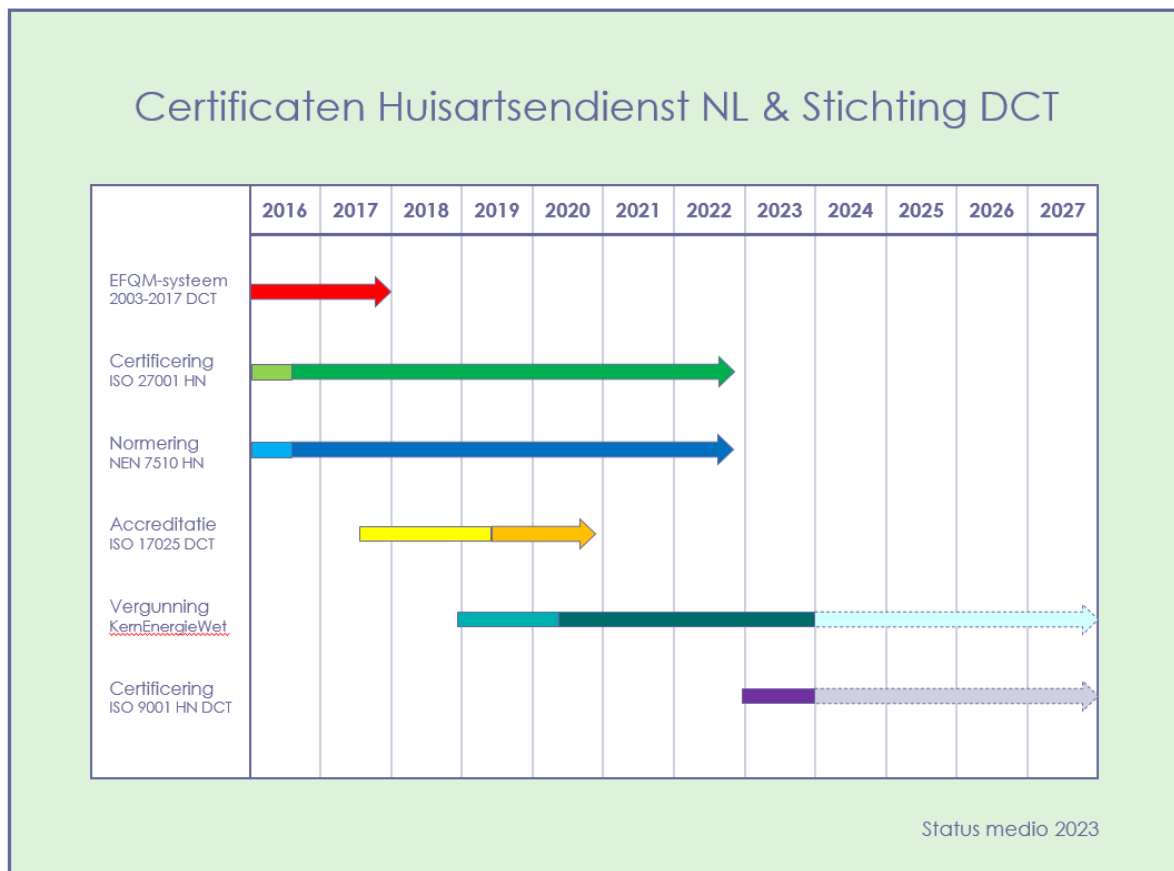 Certificaten Huisartsendienst NL & Stichting DCT
2016 2017 2018 2019 2020 2021 2022 2023 2024 2025 2026 2027
EFQM-systeem
2003-2017 DCT
Certificering
ISO 27001 HN
Normering
NEN 7510 HN
Accreditatie
ISO 17025 DCT
Vergunning
KernEnergieWet
Certificering
ISO 9001 HN DCT
Status medio 2023